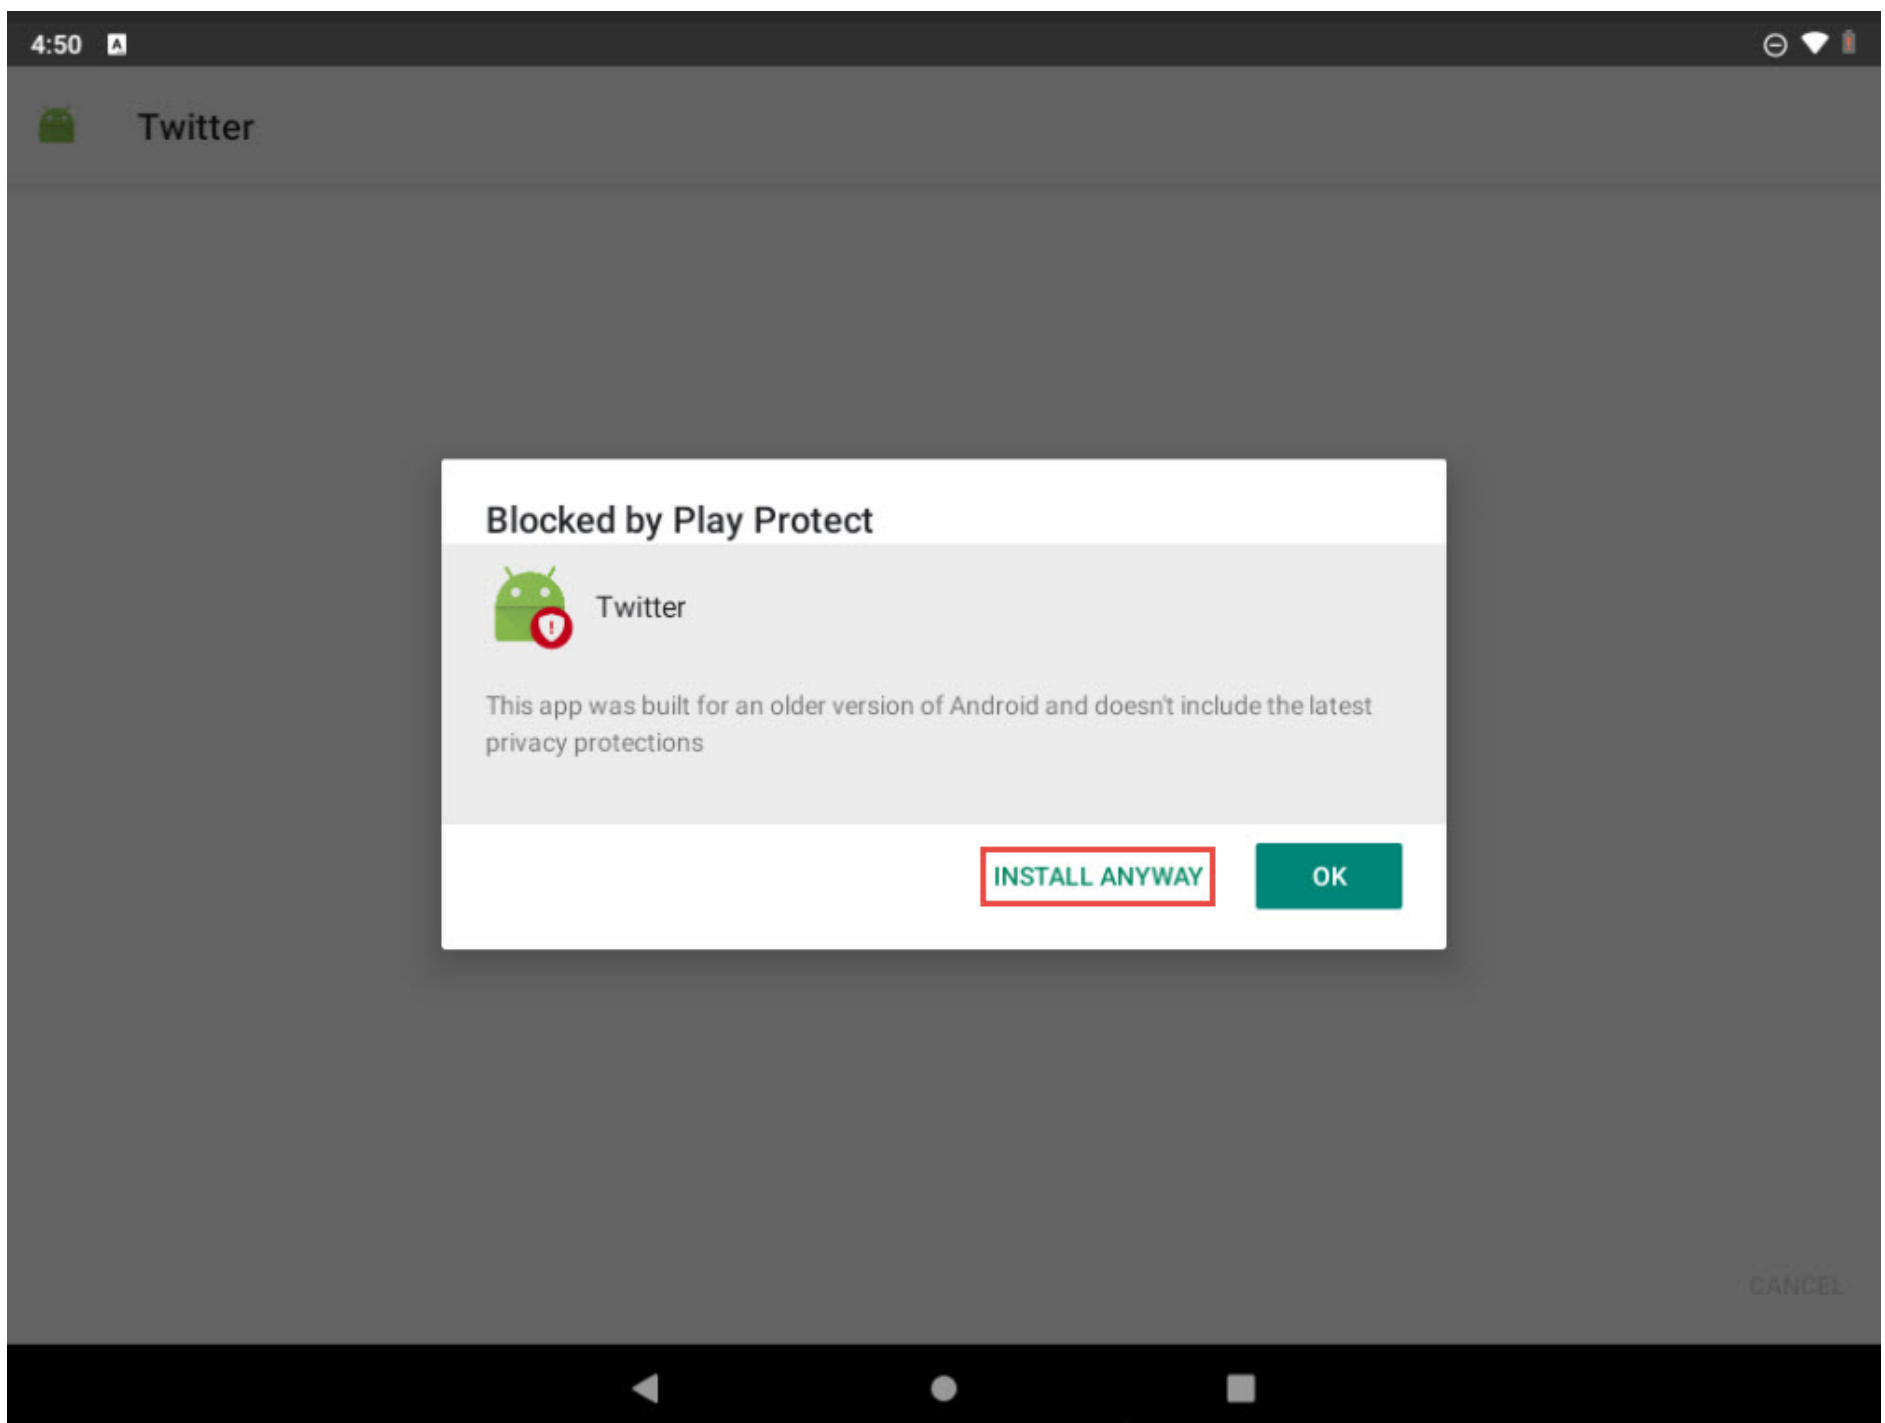 4:50
Twitter
Blocked by Play Protect
Twitter
This app was built for an older version of Android and doesn't include the latest
privacy protections
INSTALL ANYWAY OK
CANCEL